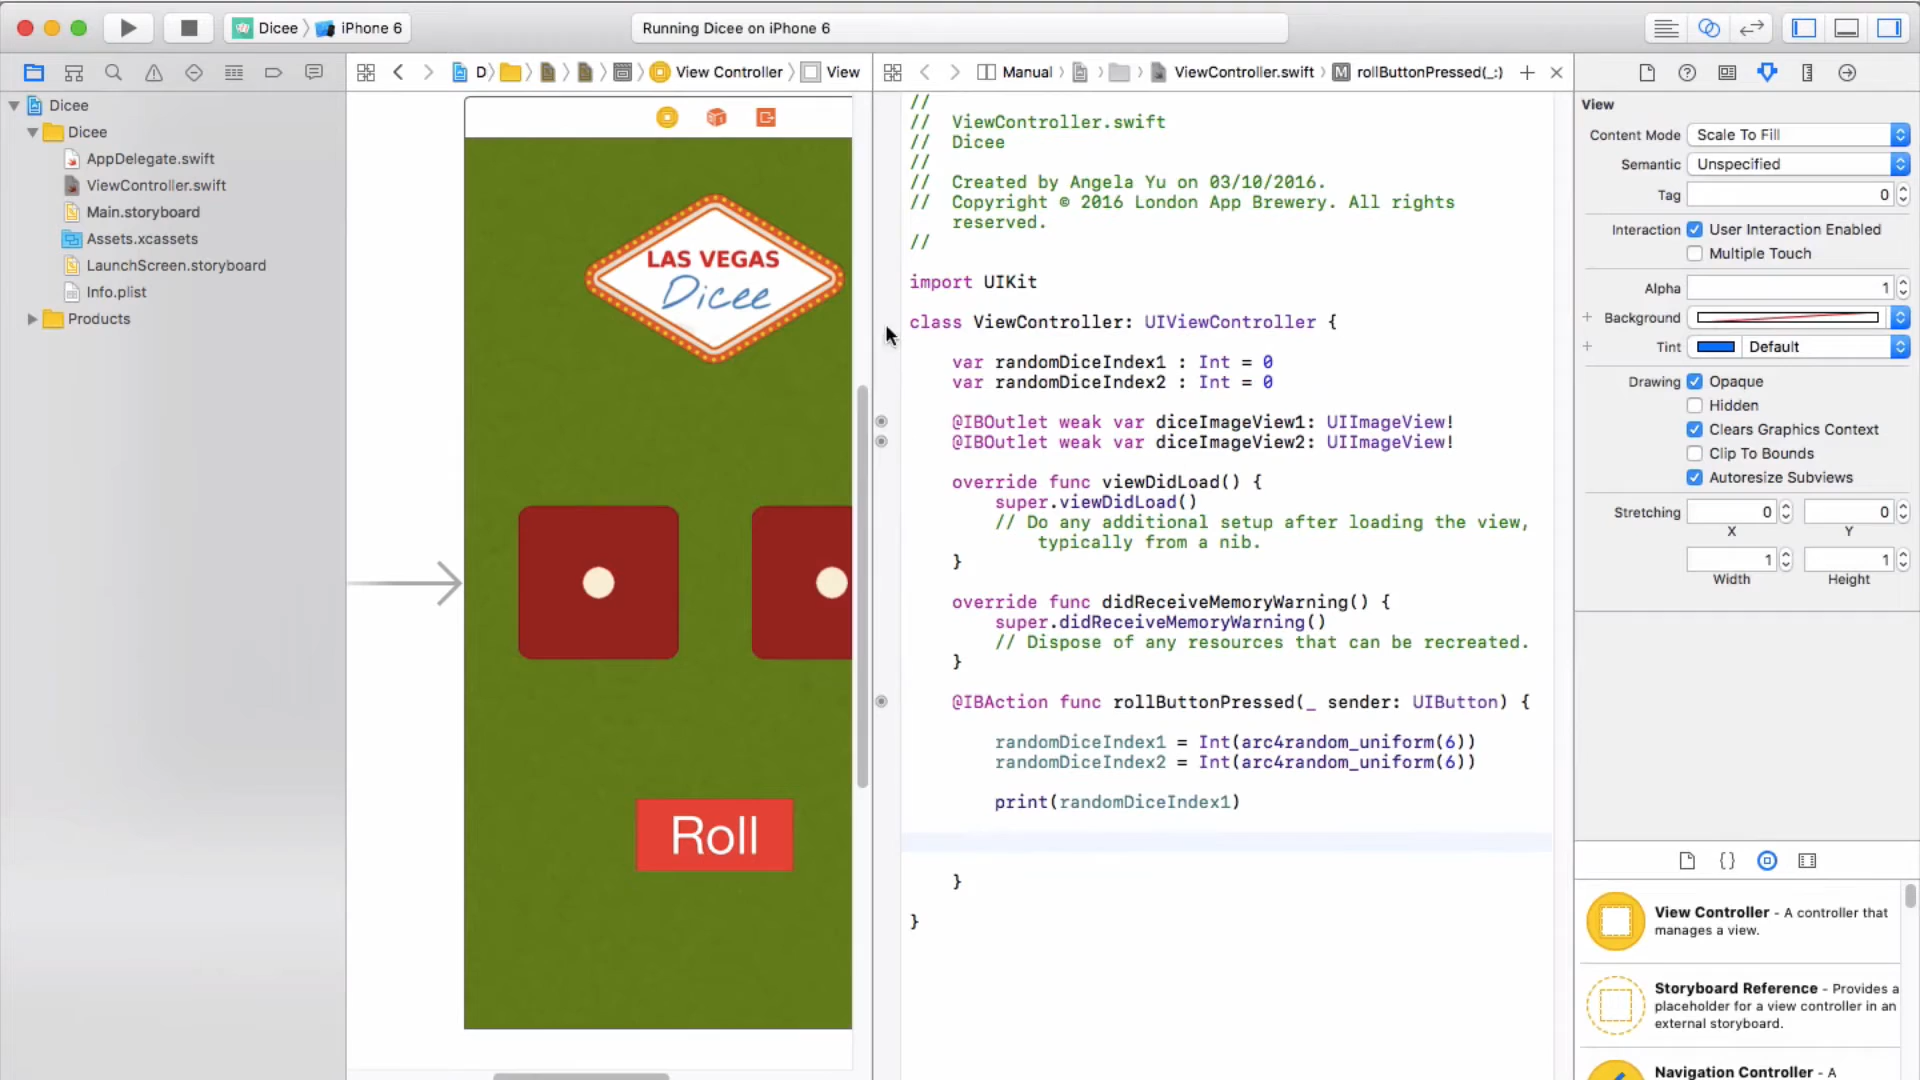 Dicee
iPhone 6
Running Dicee on iPhone 6
D
View Controller
View
Manual
ViewController.swift
rollButtonPressed(_:)
Dicee
Dicee
AppDelegate.swift
ViewController.swift
Main.storyboard
Assets.xcassets
LaunchScreen.storyboard
Info.plist
Products
LAS VEGAS
Dicee
Roll
//
//  ViewController.swift
//  Dicee
//
//  Created by Angela Yu on 03/10/2016.
//  Copyright © 2016 London App Brewery. All rights
reserved.
//
import UIKit
class ViewController: UIViewController {
var randomDiceIndex1 : Int = 0
var randomDiceIndex2 : Int = 0
@IBOutlet weak var diceImageView1: UIImageView!
@IBOutlet weak var diceImageView2: UIImageView!
override func viewDidLoad() {
super.viewDidLoad()
// Do any additional setup after loading the view,
typically from a nib.
}
override func didReceiveMemoryWarning() {
super.didReceiveMemoryWarning()
// Dispose of any resources that can be recreated.
}
@IBAction func rollButtonPressed(_ sender: UIButton) {
randomDiceIndex1 = Int(arc4random_uniform(6))
randomDiceIndex2 = Int(arc4random_uniform(6))
print(randomDiceIndex1)
}
}
View
Content Mode Scale To Fill
Semantic Unspecified
Tag 0
Interaction User Interaction Enabled
Multiple Touch
Alpha 1
Background
Tint Default
Drawing Opaque
Hidden
Clears Graphics Context
Clip To Bounds
Autoresize Subviews
Stretching 0 0
X Y
1 1
Width Height
View Controller - A controller that
manages a view.
Storyboard Reference - Provides a
placeholder for a view controller in an
external storyboard.
Navigation Controller - A